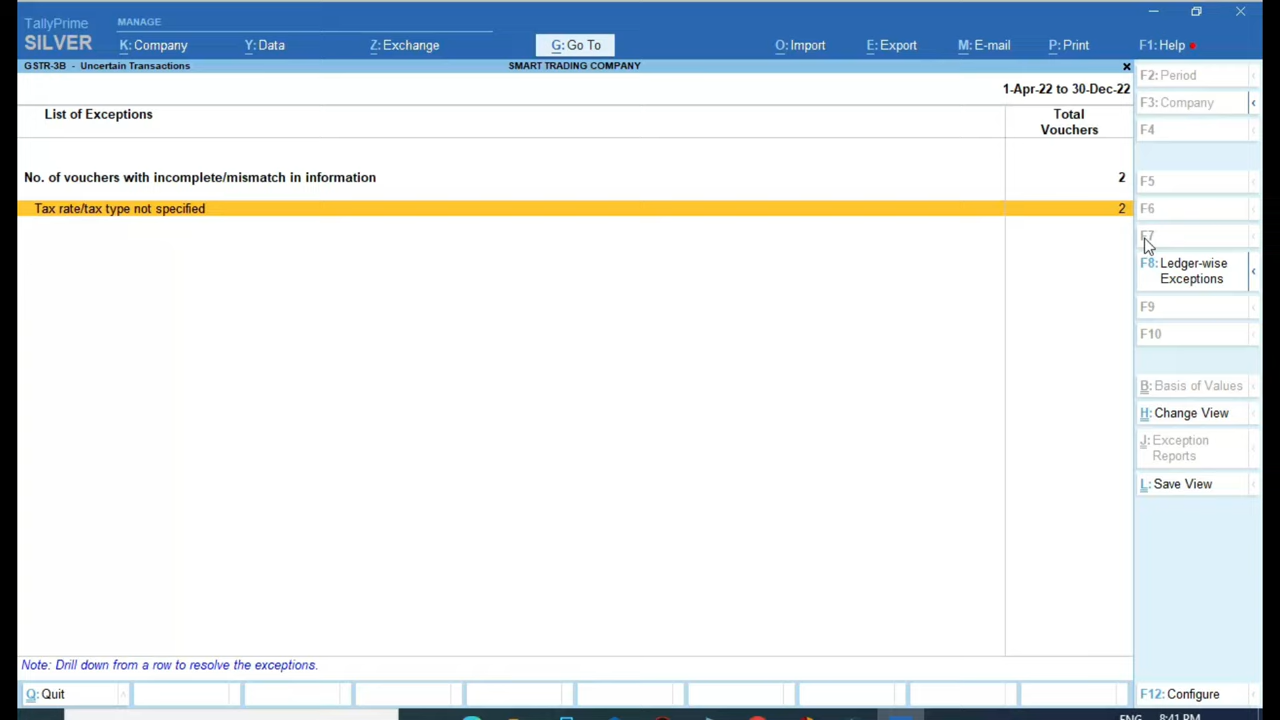 TallyPrime
MANAGE
SILVER
K: Company
Y: Data
Z: Exchange
G: Go To
O: Import
E: Export
M: E-mail
P: Print
F1: Help
GSTR-3B - Uncertain Transactions
SMART TRADING COMPANY
1-Apr-22 to 30-Dec-22
List of Exceptions
Total
Vouchers
No. of vouchers with incomplete/mismatch in information
2
Tax rate/tax type not specified
2
F2: Period
F3: Company
F4
F5
F6
F7
F8: Ledger-wise
Exceptions
F9
F10
B: Basis of Values
H: Change View
J: Exception
Reports
L: Save View
Note: Drill down from a row to resolve the exceptions.
Q: Quit
F12: Configure
ENG 8:41 PM